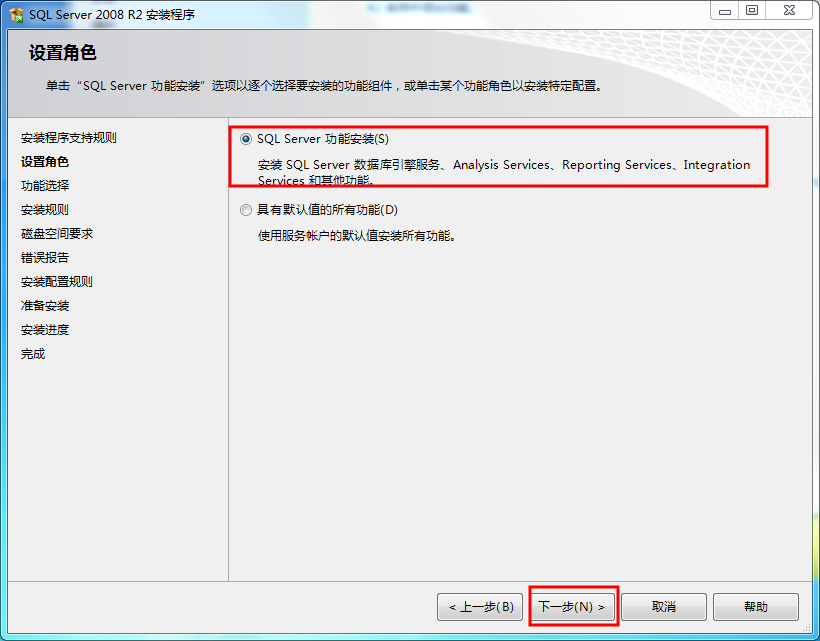 SQL Server 2008 R2 安装程序
设置角色
单击“SQL Server 功能安装”选项以逐个选择要安装的功能组件，或单击某个功能角色以安装特定配置。
安装程序支持规则
设置角色
功能选择
安装规则
磁盘空间要求
错误报告
安装配置规则
准备安装
安装进度
完成
SQL Server 功能安装(S)
安装 SQL Server 数据库引擎服务、Analysis Services、Reporting Services、Integration
Services 和其他功能。
具有默认值的所有功能(D)
使用服务帐户的默认值安装所有功能。
< 上一步(B)
下一步(N) >
取消
帮助